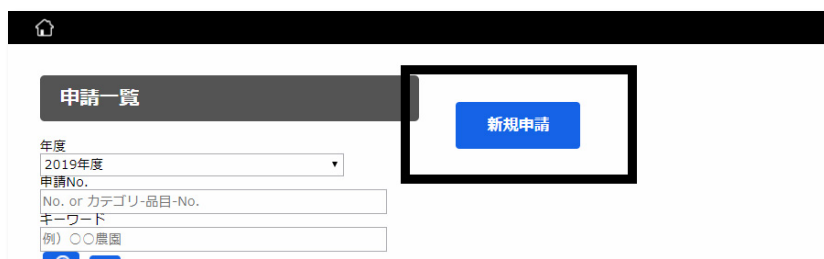 申請一覧
新規申請
年度
2019年度
申請No.
No. or カテゴリ-品目-No.
キーワード
例）○○農園